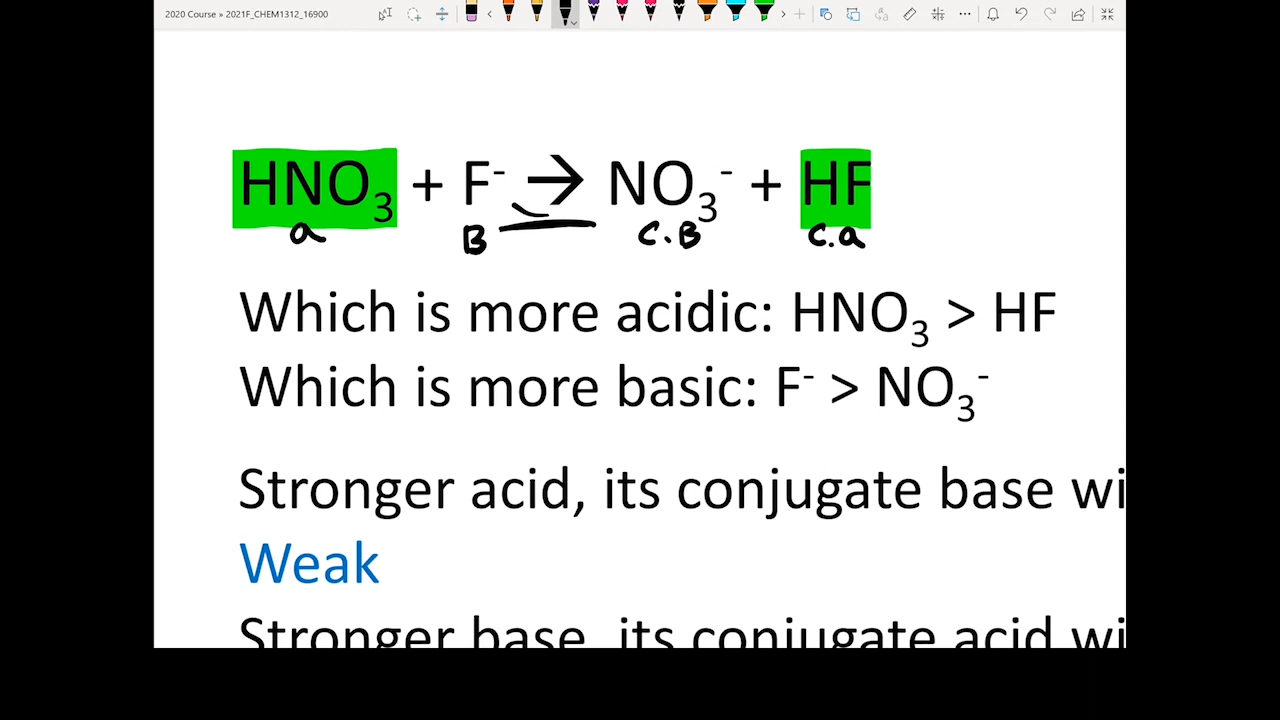 2020 Course » 2021F_CHEM1312_16900
HNO₃ + F⁻ → NO₃⁻ + HF
a B C.B C.a
Which is more acidic: HNO₃ > HF
Which is more basic: F⁻ > NO₃⁻
Stronger acid, its conjugate base wi
Weak
Stronger base, its conjugate acid wi